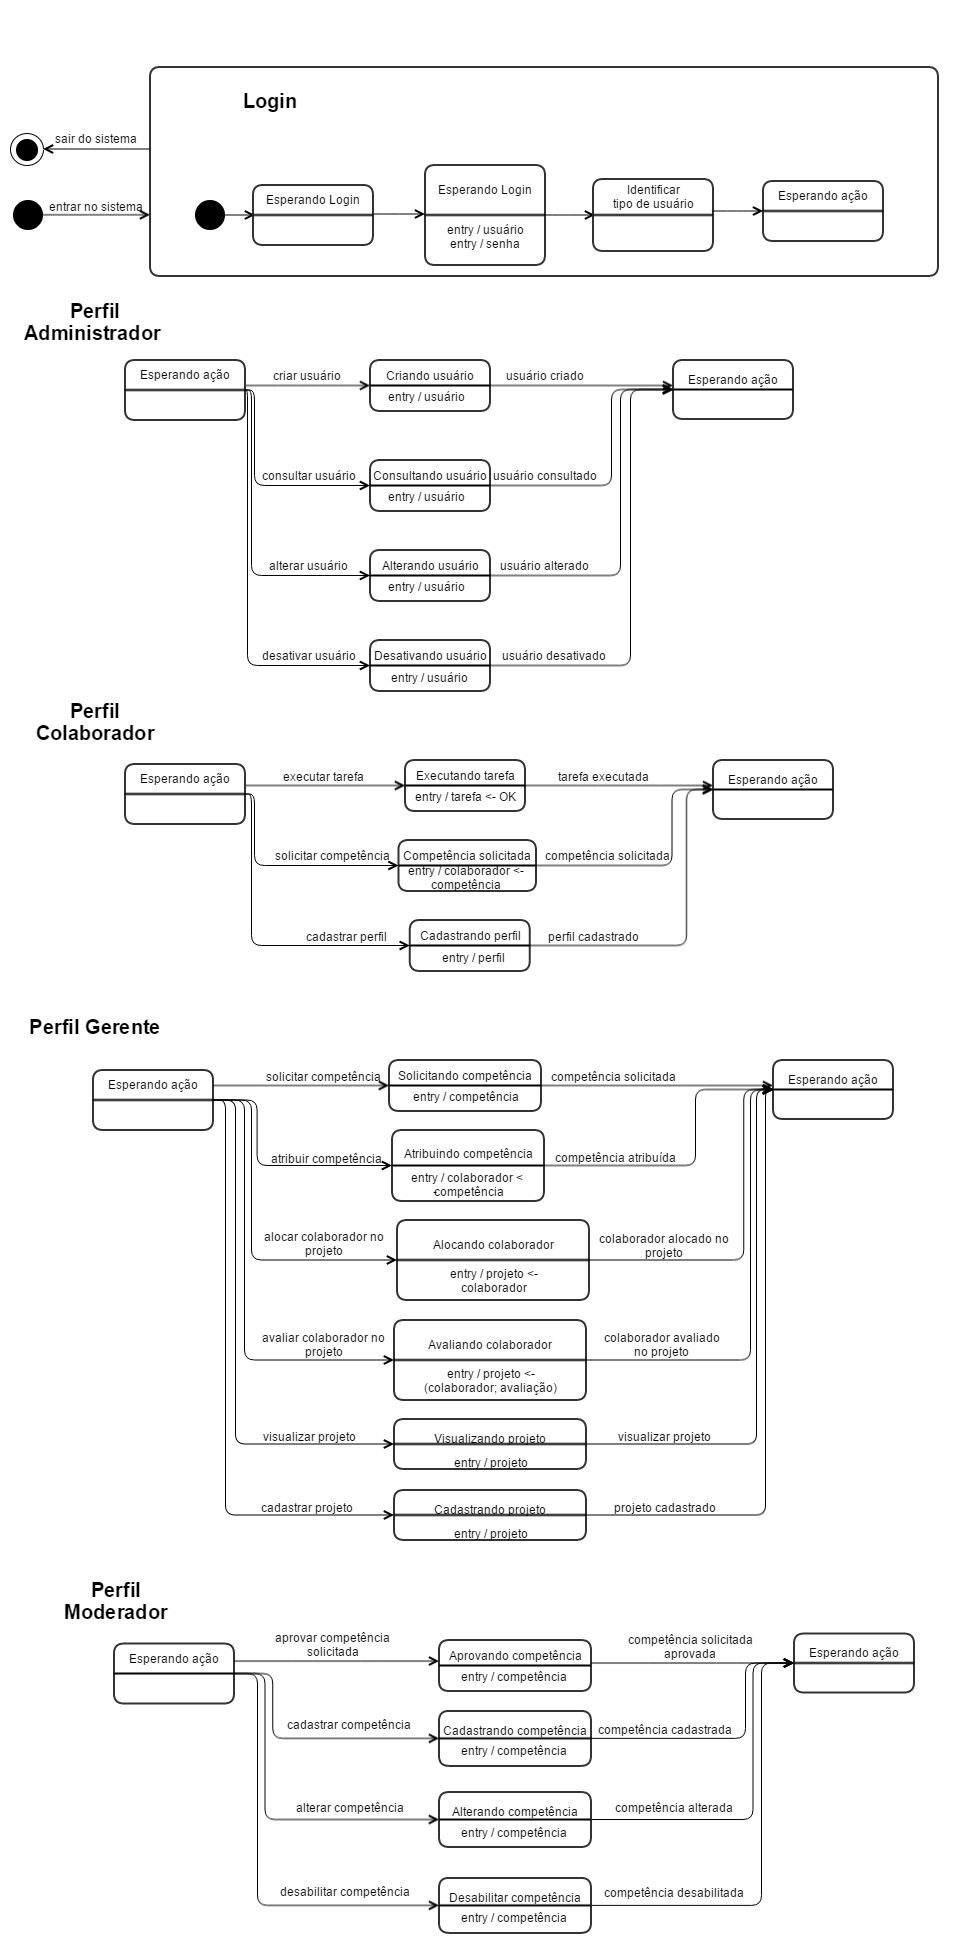 Login
sair do sistema
entrar no sistema
Esperando Login
Esperando Login
entry / usuário
entry / senha
Identificar
tipo de usuário
Esperando ação
Perfil
Administrador
Esperando ação
criar usuário
Criando usuário
entry / usuário
usuário criado
Esperando ação
consultar usuário
Consultando usuário
entry / usuário
usuário consultado
alterar usuário
Alterando usuário
entry / usuário
usuário alterado
desativar usuário
Desativando usuário
entry / usuário
usuário desativado
Perfil
Colaborador
Esperando ação
executar tarefa
Executando tarefa
entry / tarefa <- OK
tarefa executada
Esperando ação
solicitar competência
Competência solicitada
entry / colaborador <-
competência
competência solicitada
cadastrar perfil
Cadastrando perfil
entry / perfil
perfil cadastrado
Perfil Gerente
Esperando ação
solicitar competência
Solicitando competência
entry / competência
competência solicitada
Esperando ação
atribuir competência
Atribuindo competência
entry / colaborador <
-competência
competência atribuída
alocar colaborador no
projeto
Alocando colaborador
entry / projeto <-
colaborador
colaborador alocado no
projeto
avaliar colaborador no
projeto
Avaliando colaborador
entry / projeto <-
(colaborador; avaliação)
colaborador avaliado
no projeto
visualizar projeto
Visualizando projeto
entry / projeto
visualizar projeto
cadastrar projeto
Cadastrando projeto
entry / projeto
projeto cadastrado
Perfil
Moderador
Esperando ação
aprovar competência
solicitada
Aprovando competência
entry / competência
competência solicitada
aprovada
Esperando ação
cadastrar competência
Cadastrando competência
entry / competência
competência cadastrada
alterar competência
Alterando competência
entry / competência
competência alterada
desabilitar competência
Desabilitar competência
entry / competência
competência desabilitada